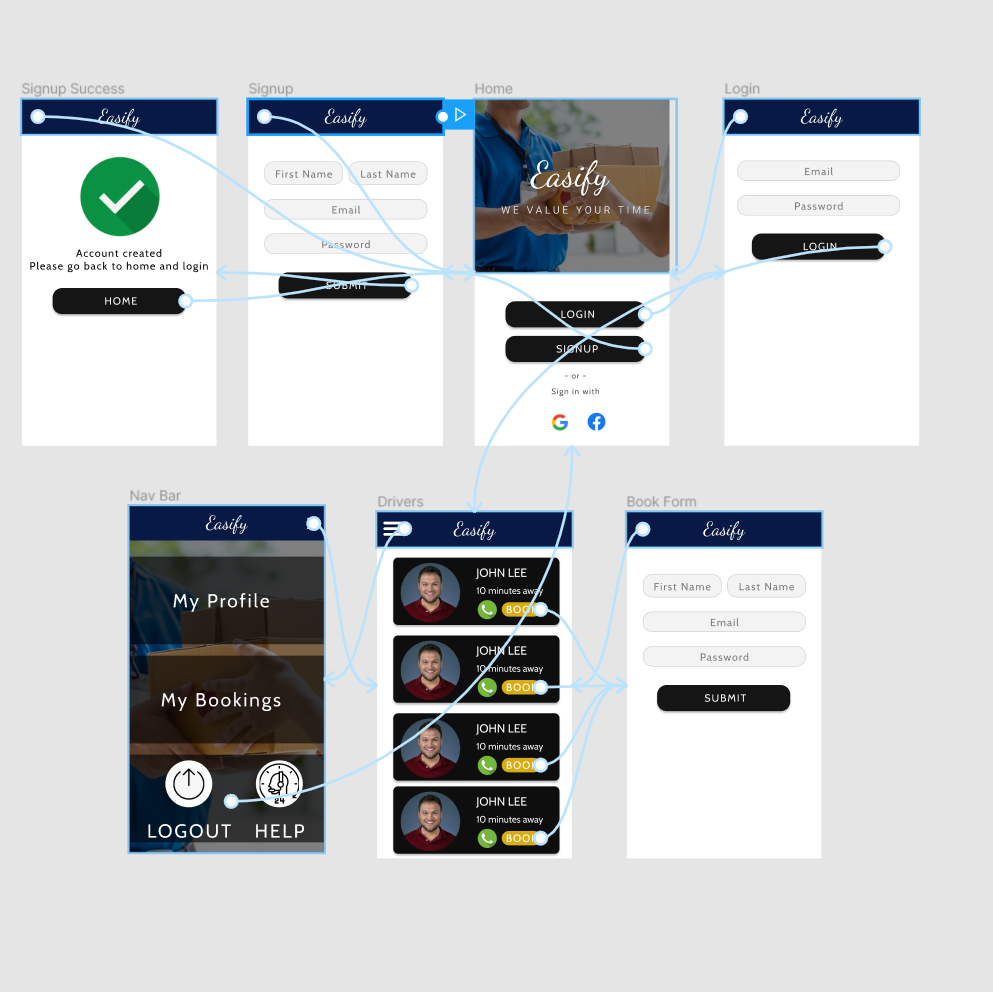 Signup Success
Easify
Account created
Please go back to home and login
HOME
Signup
Easify
First Name Last Name
Email
Password
SUBMIT
Home
Easify
WE VALUE YOUR TIME
LOGIN
SIGNUP
- or -
Sign in with
Login
Easify
Email
Password
LOGIN
Nav Bar
Easify
My Profile
My Bookings
24
LOGOUT HELP
Drivers
Easify
JOHN LEE
10 minutes away
BOOK
JOHN LEE
10 minutes away
BOOK
JOHN LEE
10 minutes away
BOOK
JOHN LEE
10 minutes away
BOOK
Book Form
Easify
First Name Last Name
Email
Password
SUBMIT